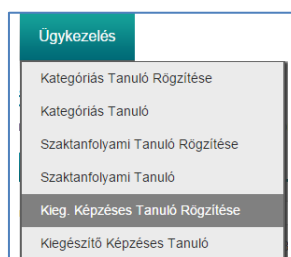 Ügykezelés
Kategóriás Tanuló Rögzítése
Kategóriás Tanuló
Szaktanfolyami Tanuló Rögzítése
Szaktanfolyami Tanuló
Kieg. Képzéses Tanuló Rögzítése
Kiegészítő Képzéses Tanuló